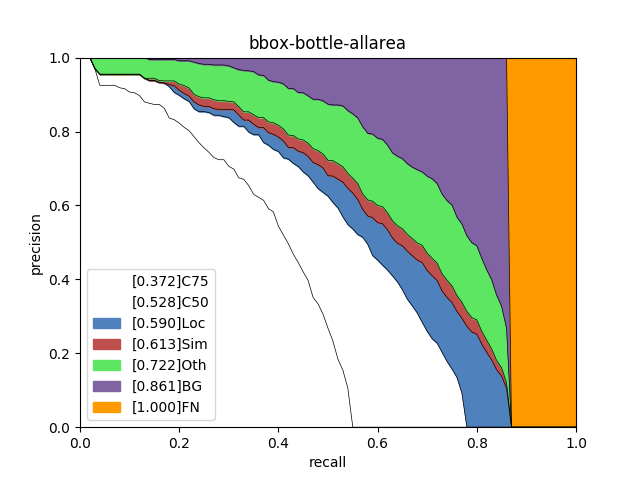 bbox-bottle-allarea
1.0
0.8
0.6
0.4
0.2
0.0
precision
[0.372]C75
[0.528]C50
[0.590]Loc
[0.613]Sim
[0.722]Oth
[0.861]BG
[1.000]FN
0.0 0.2 0.4 0.6 0.8 1.0
recall